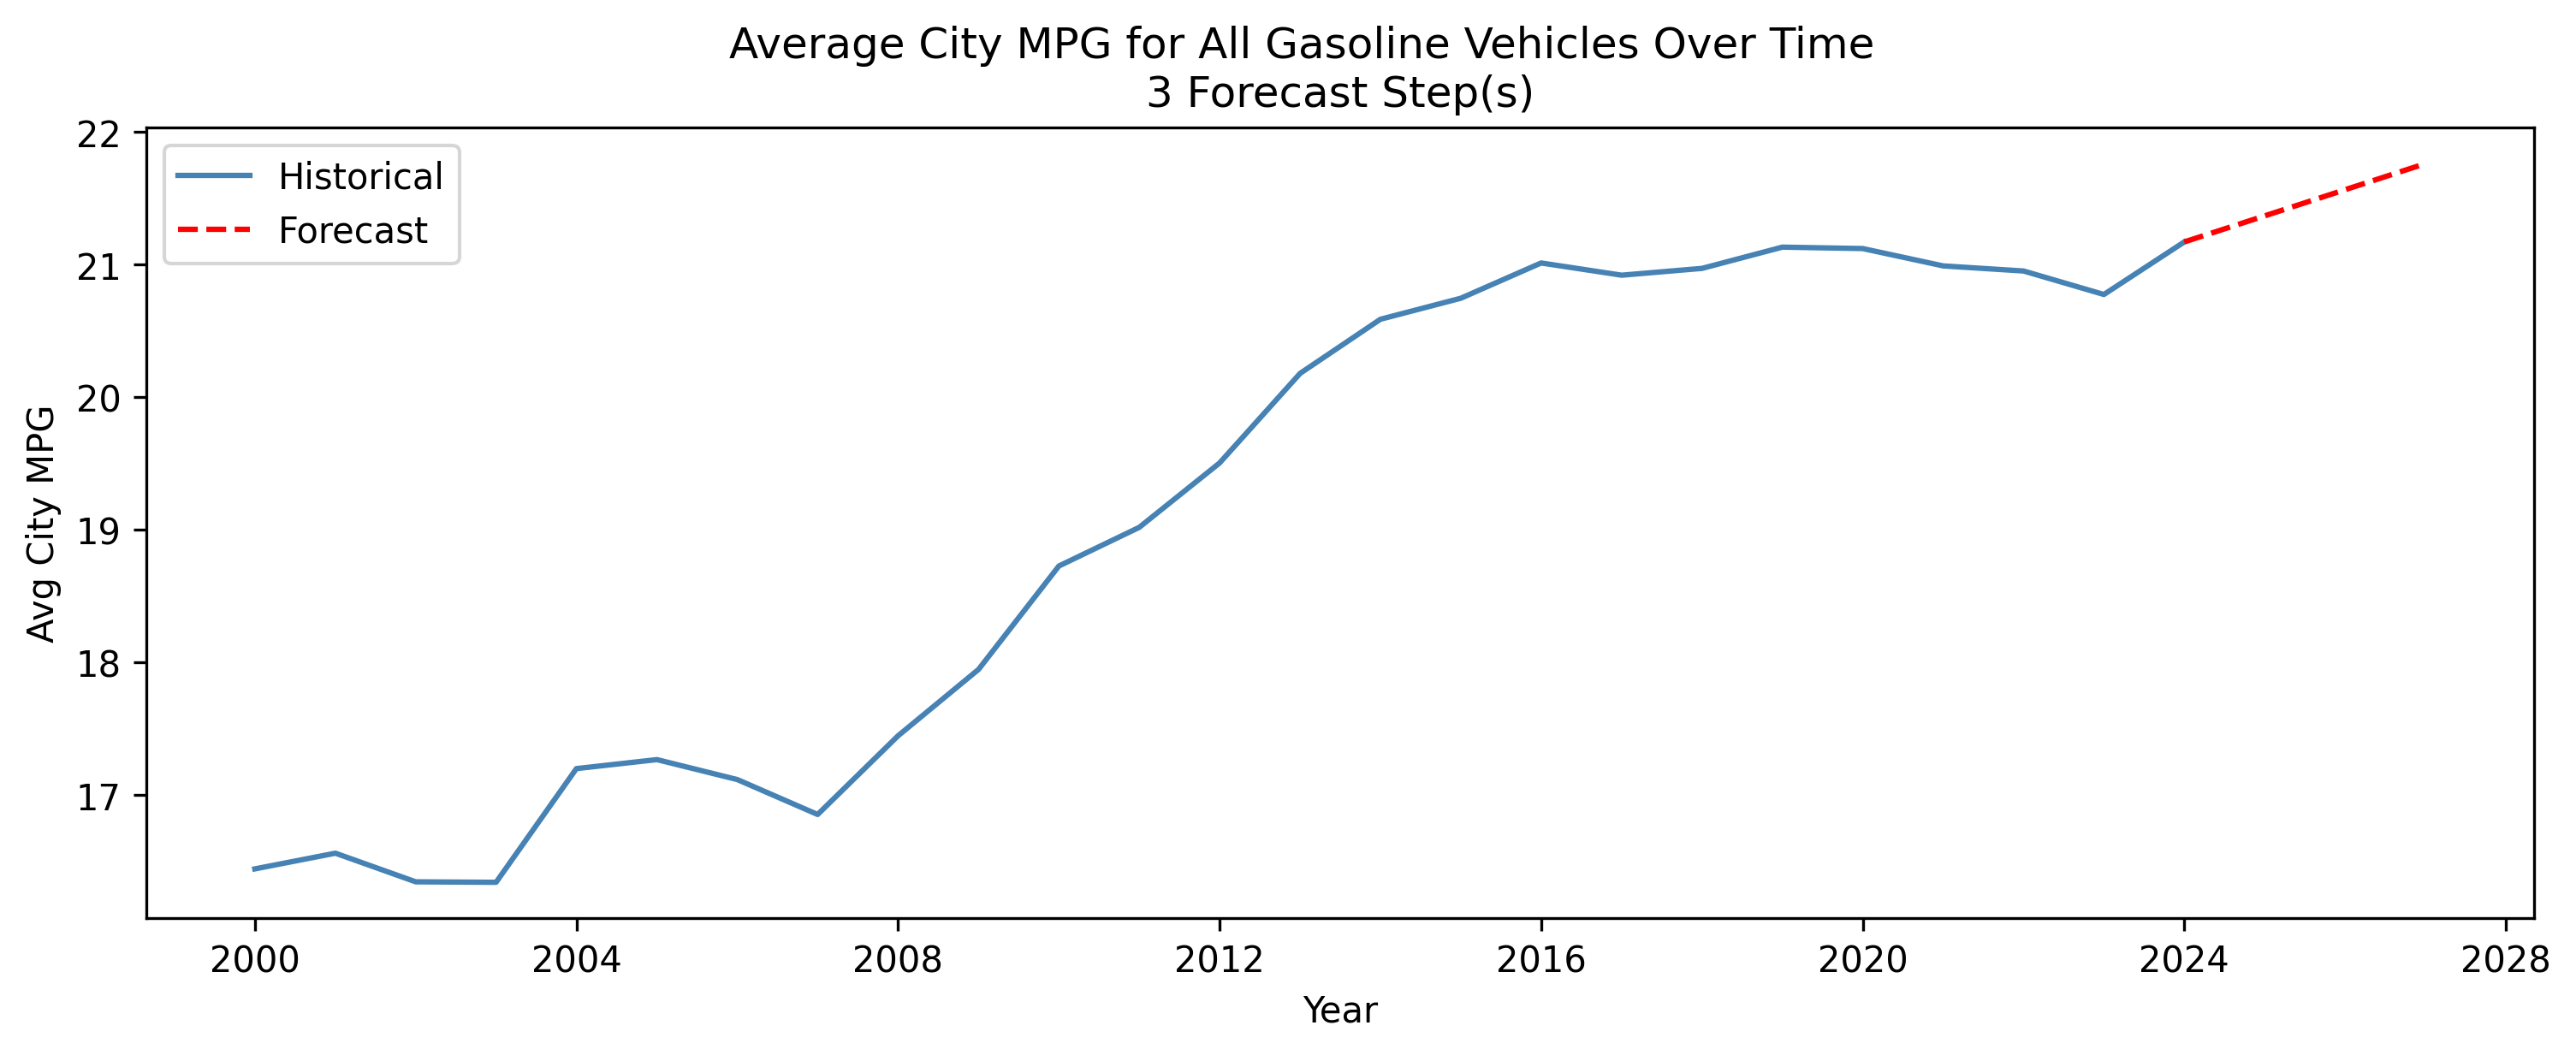 Average City MPG for All Gasoline Vehicles Over Time
3 Forecast Step(s)
Historical
Forecast
Avg City MPG
22
21
20
19
18
17
2000 2004 2008 2012 2016 2020 2024 2028
Year